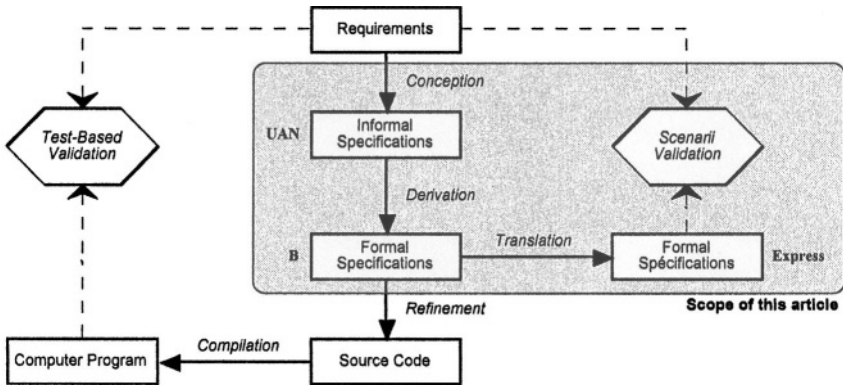 Requirements
Conception
UAN
Informal
Specifications
Test-Based
Validation
Scenarii
Validation
Derivation
B
Formal
Specifications
Translation
Formal
Spécifications
Express
Scope of this article
Refinement
Computer Program
Compilation
Source Code